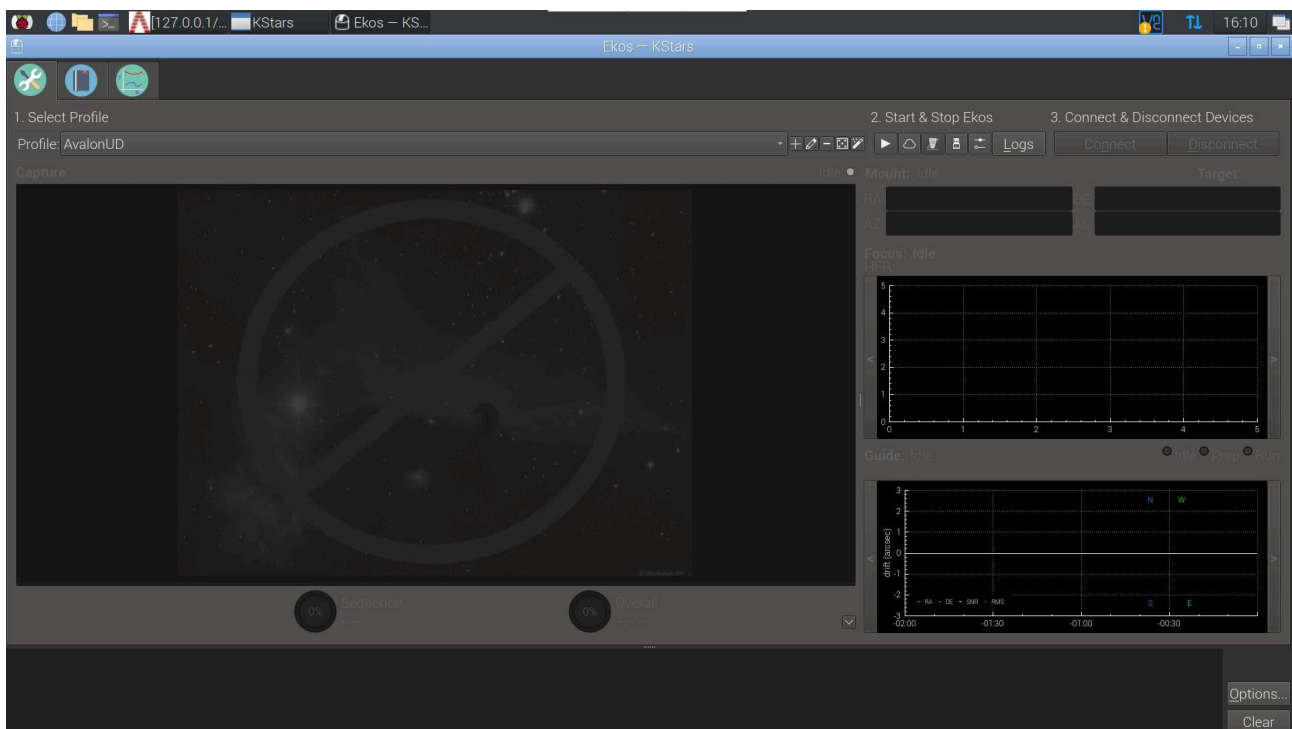 [127.0.0.1/... KStars Ekos — KS... 16:10
Ekos — KStars
1. Select Profile 2. Start & Stop Ekos 3. Connect & Disconnect Devices
Profile: AvalonUD Logs Connect Disconnect
Capture Idle Mount: Idle Target:
RA DE
AZ AL
Focus: Idle
HFR:
5
4
3
2
1
0
0 1 2 3 4 5
Guide: Idle Idle Prep Run
drift (arcsec)
3
2
1
0
-1
-2
-3
N W
S E
- RA - DE - SNR - RMS
-02:00 -01:30 -01:00 -00:30
0% Sequence 0% Overall
--:-- --:--
Options...
Clear